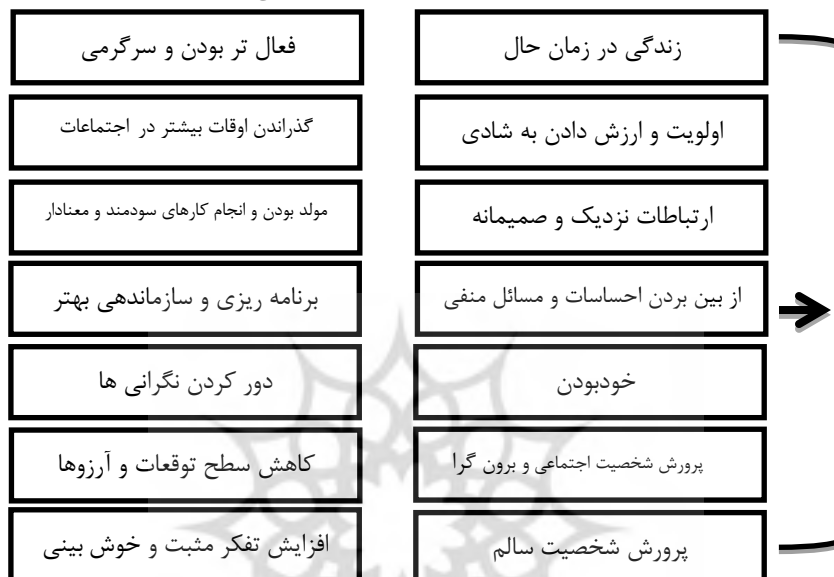 زندگی در زمان حال
فعال تر بودن و سرگرمی
اولویت و ارزش دادن به شادی
گذراندن اوقات بیشتر در اجتماعات
ارتباطات نزدیک و صمیمانه
مولد بودن و انجام کارهای سودمند و معنادار
از بین بردن احساسات و مسائل منفی
برنامه ریزی و سازماندهی بهتر
خودبودن
دور کردن نگرانی ها
پرورش شخصیت اجتماعی و برون گرا
کاهش سطح توقعات و آرزوها
پرورش شخصیت سالم
افزایش تفکر مثبت و خوش بینی